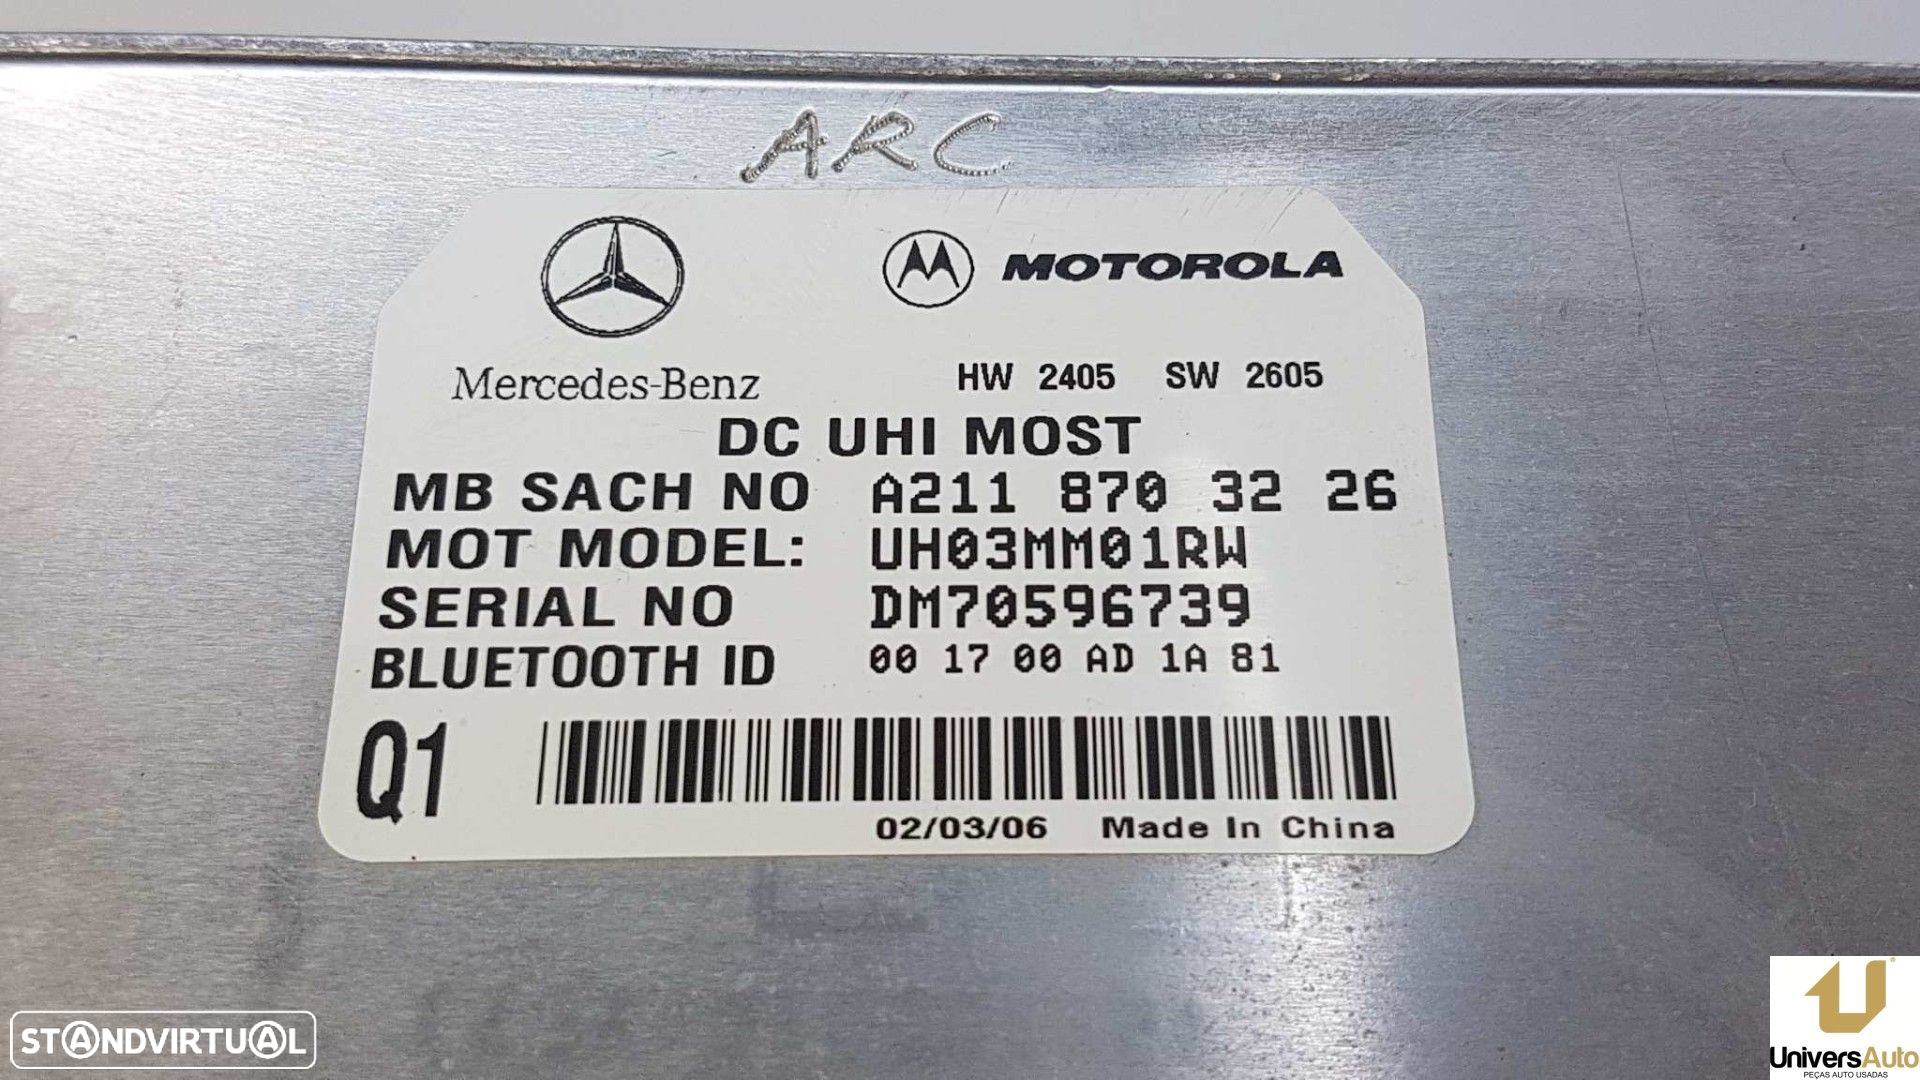 ARC
MOTOROLA
Mercedes-Benz
HW 2405 SW 2605
DC UHI MOST
MB SACH NO A211 870 32 26
MOT MODEL: UH03MM01RW
SERIAL NO DM70596739
BLUETOOTH ID 00 17 00 AD 1A 81
Q1
02/03/06 Made In China
STANDVIRTUAL
UniversAuto
PEÇAS AUTO USADAS